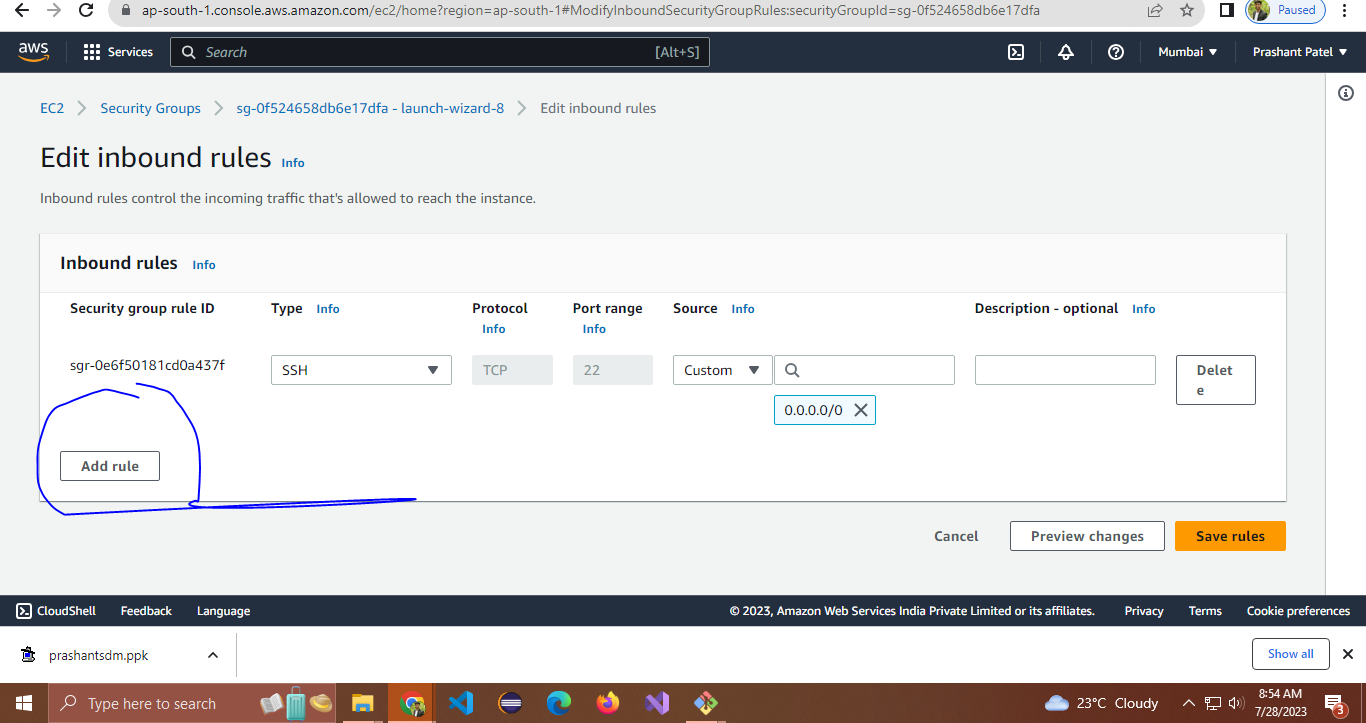 ap-south-1.console.aws.amazon.com/ec2/home?region=ap-south-1#ModifyInboundSecurityGroupRules:securityGroupId=sg-0f524658db6e17dfa
Paused
aws
Services
Search
[Alt+S]
Mumbai
Prashant Patel
EC2 > Security Groups > sg-0f524658db6e17dfa - launch-wizard-8 > Edit inbound rules
Edit inbound rules Info
Inbound rules control the incoming traffic that's allowed to reach the instance.
Inbound rules Info
Security group rule ID
Type Info
Protocol
Info
Port range
Info
Source Info
Description - optional Info
sgr-0e6f50181cd0a437f
SSH
TCP
22
Custom
0.0.0.0/0
Delet
e
Add rule
Cancel
Preview changes
Save rules
CloudShell
Feedback
Language
© 2023, Amazon Web Services India Private Limited or its affiliates.
Privacy
Terms
Cookie preferences
prashantsdm.ppk
Show all
Type here to search
23°C Cloudy
8:54 AM
7/28/2023
3